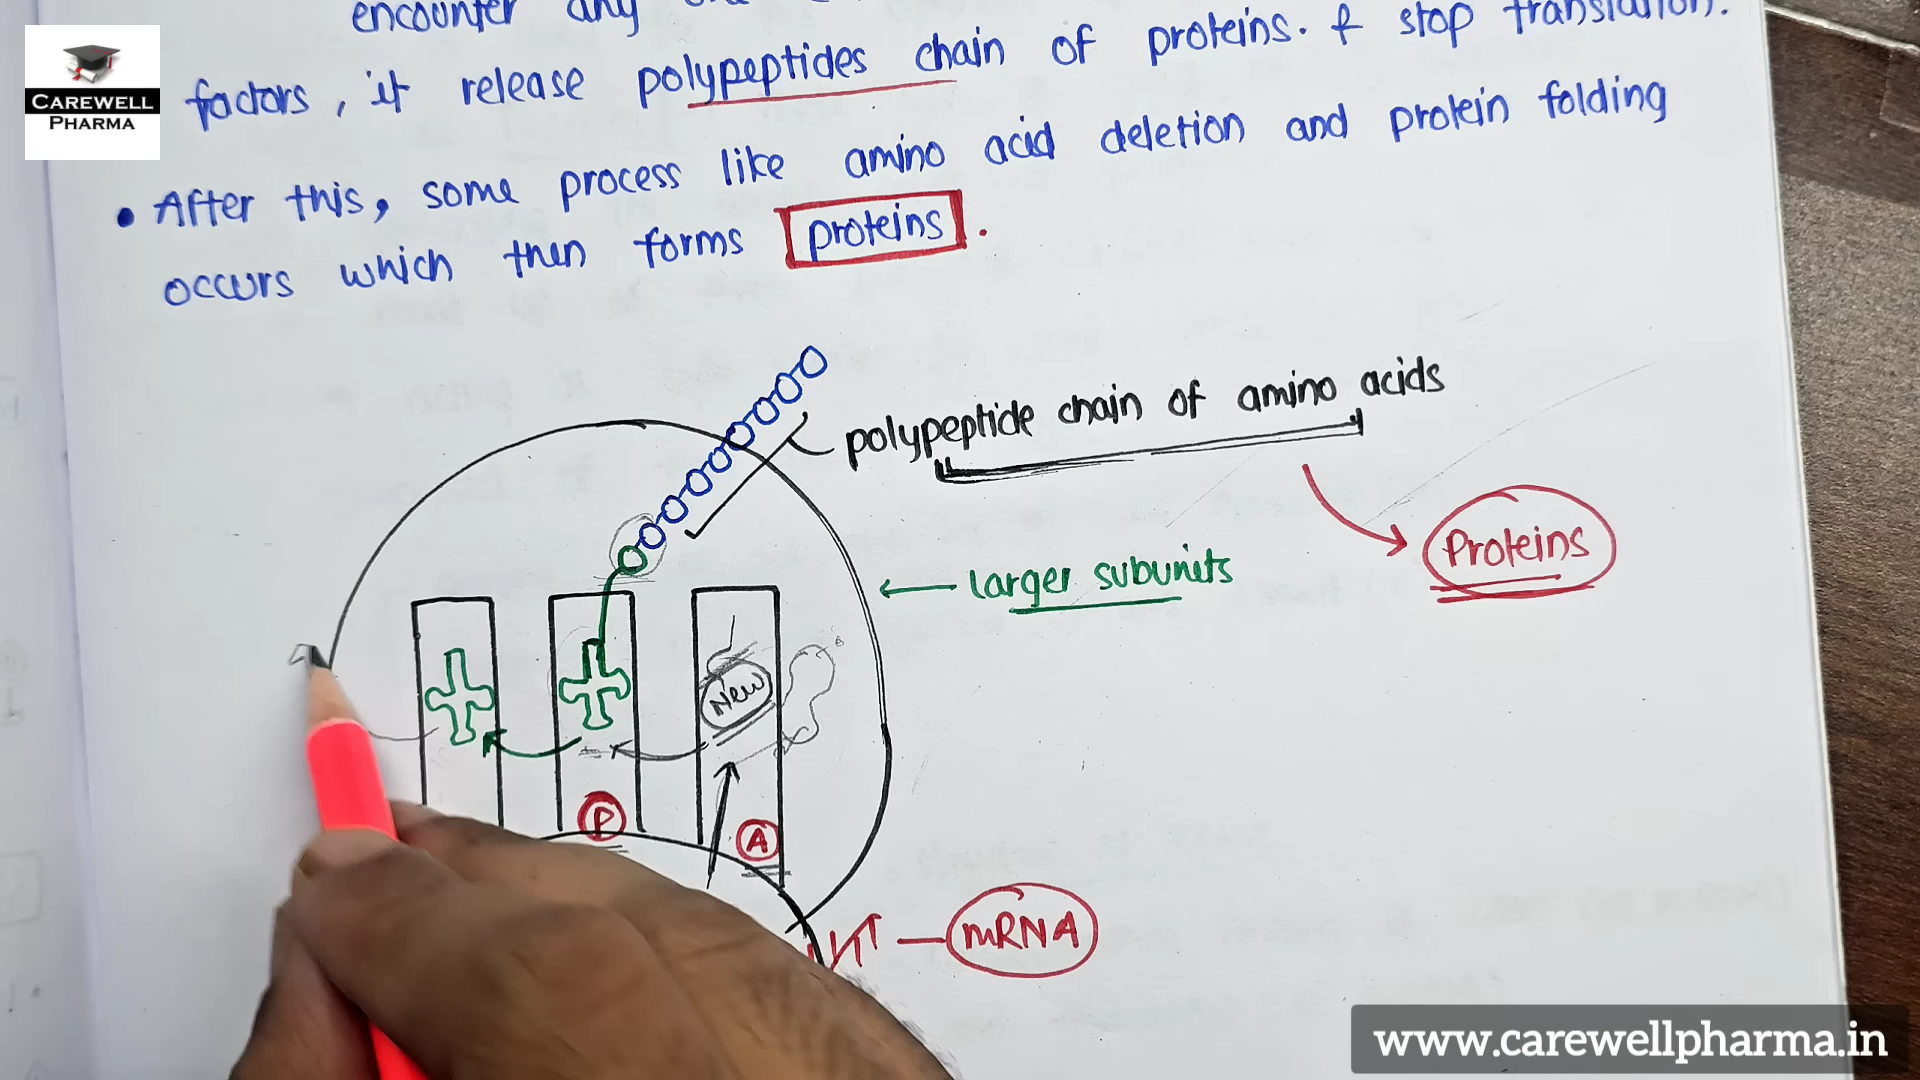 encounter any
factors, it release polypeptides chain of proteins. & stop translation.
CAREWELL
PHARMA
• After this, some process like amino acid deletion and protein folding
occurs which then forms proteins.
polypeptide chain of amino acids
Proteins
larger subunits
New
P
A
mRNA
www.carewellpharma.in